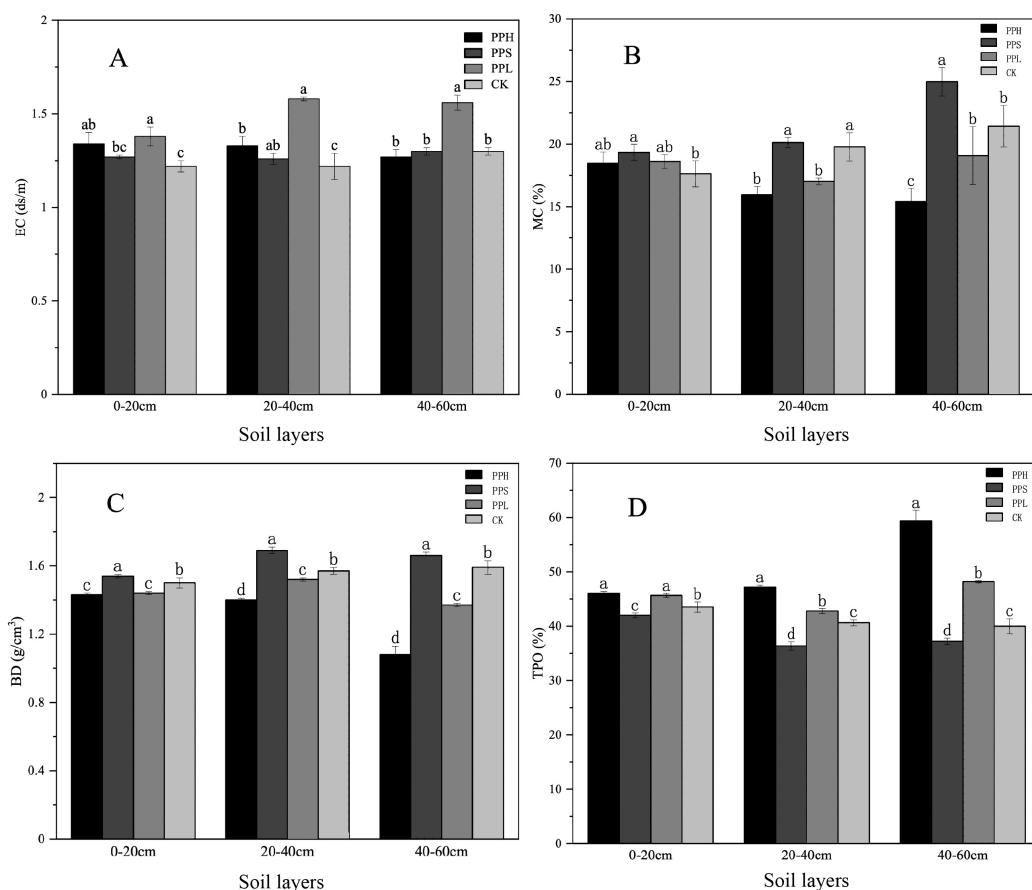 A
PPH
PPS
PPL
CK
EC (ds/m)
2
1.5
1
0.5
0
ab
bc
a
c
b
ab
a
c
b
b
a
b
0-20cm
20-40cm
40-60cm
Soil layers
B
PPH
PPS
PPL
CK
MC (%)
30
25
20
15
10
5
0
ab
a
ab
b
b
a
b
a
c
a
b
b
0-20cm
20-40cm
40-60cm
Soil layers
C
PPH
PPS
PPL
CK
BD (g/cm³)
2
1.6
1.2
0.8
0.4
0
c
a
c
b
d
a
c
b
d
a
c
b
0-20cm
20-40cm
40-60cm
Soil layers
D
PPH
PPS
PPL
CK
TPO (%)
70
60
50
40
30
20
10
0
a
c
a
b
a
d
b
c
a
d
b
c
0-20cm
20-40cm
40-60cm
Soil layers